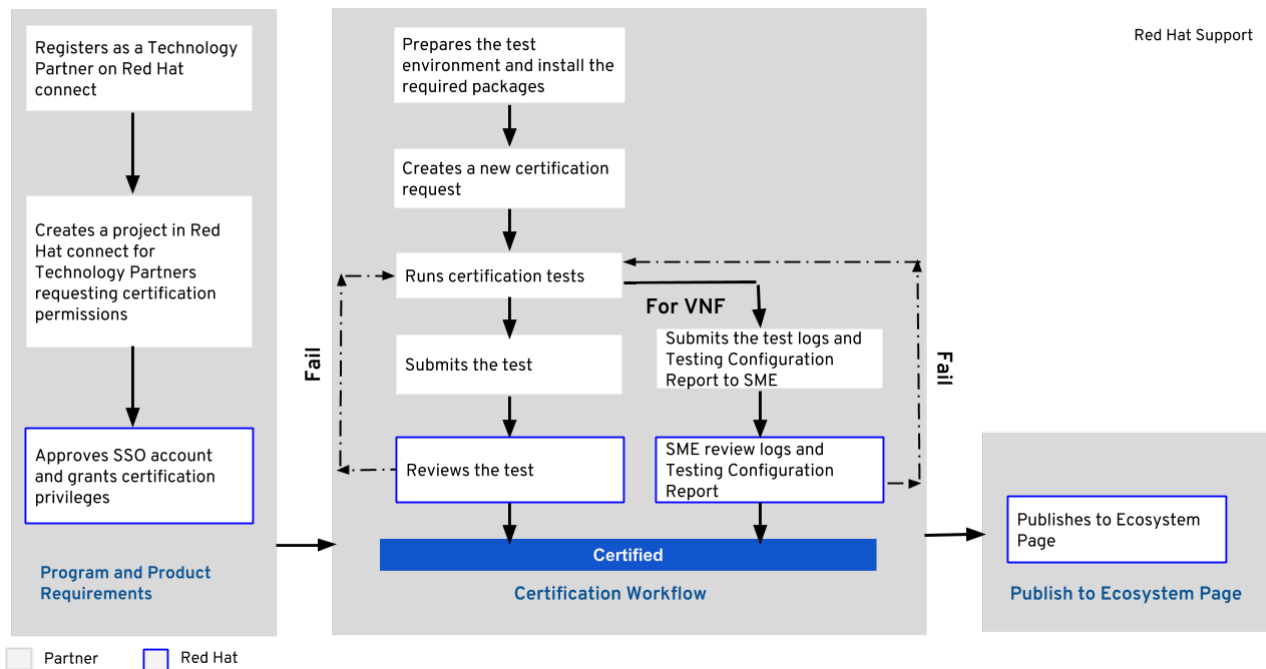 Registers as a Technology
Partner on Red Hat
connect
Creates a project in Red
Hat connect for
Technology Partners
requesting certification
permissions
Approves SSO account
and grants certification
privileges
Program and Product
Requirements
Prepares the test
environment and install the
required packages
Creates a new certification
request
Runs certification tests
For VNF
Submits the test
Submits the test logs and
Testing Configuration
Report to SME
Fail
Fail
Reviews the test
SME review logs and
Testing Configuration
Report
Certified
Certification Workflow
Red Hat Support
Publishes to Ecosystem
Page
Publish to Ecosystem Page
Partner
Red Hat